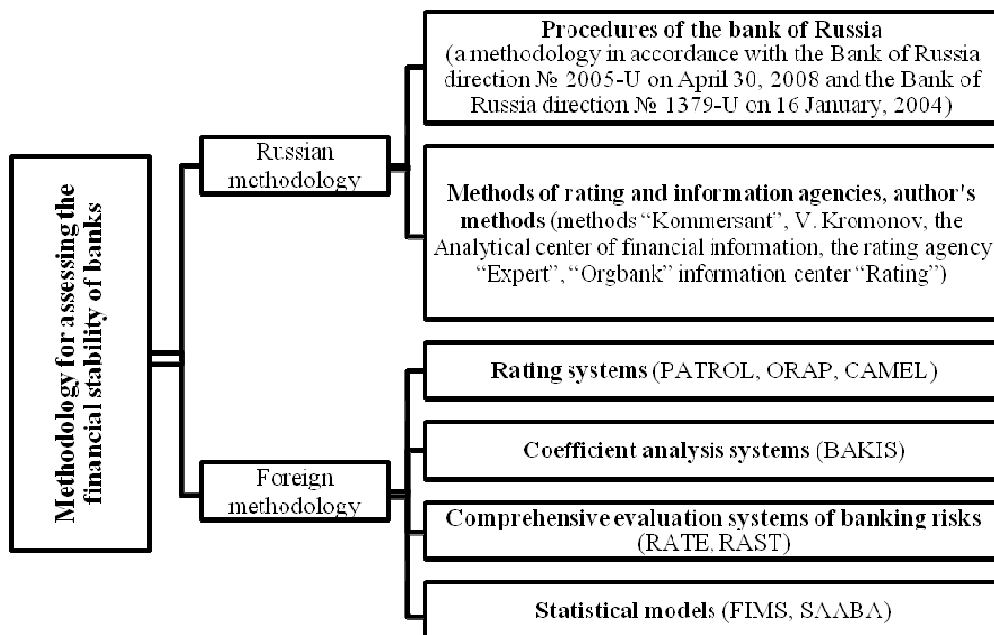 Methodology for assessing the
financial stability of banks
Russian
methodology
Procedures of the bank of Russia
(a methodology in accordance with the Bank of Russia
direction № 2005-U on April 30, 2008 and the Bank of
Russia direction № 1379-U on 16 January, 2004)
Methods of rating and information agencies, author's
methods (methods “Kommersant”, V. Kromonov, the
Analytical center of financial information, the rating agency
“Expert”, “Orgbank” information center “Rating”)
Foreign
methodology
Rating systems (PATROL, ORAP, CAMEL)
Coefficient analysis systems (BAKIS)
Comprehensive evaluation systems of banking risks
(RATE, RAST)
Statistical models (FIMS, SAABA)